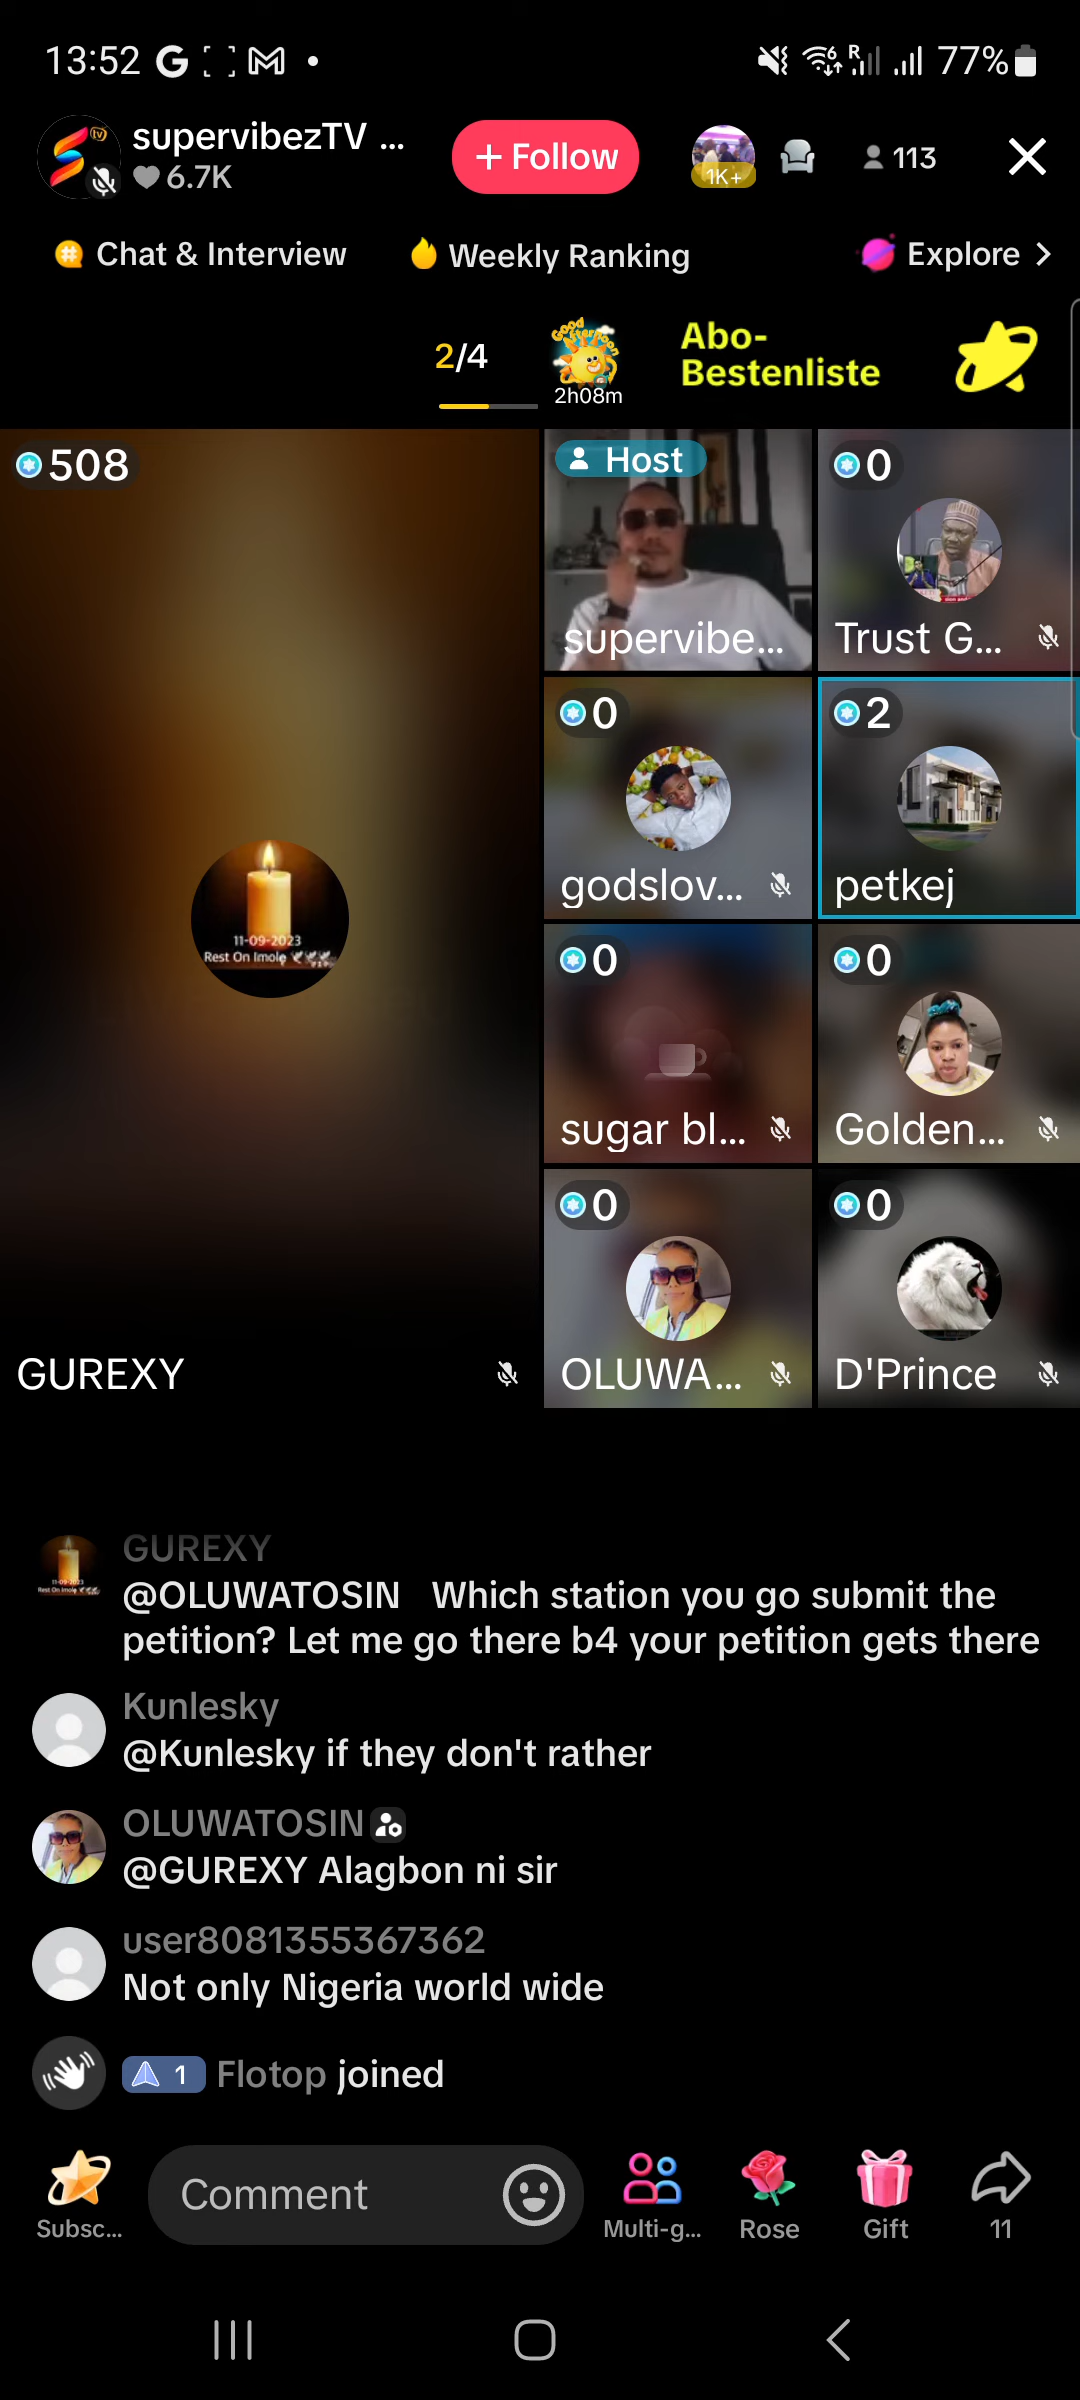 13:52
77%
supervibezTV ...
6.7K
+ Follow
1K+
113
Chat & Interview
Weekly Ranking
Explore
2/4
Good Afternoon
2h08m
Abo-
Bestenliste
508
Host
supervibe...
0
Trust G...
0
godslov...
2
petkej
11-09-2023
Rest On Imole
0
sugar bl...
0
Golden...
GUREXY
0
OLUWA...
0
D'Prince
GUREXY
@OLUWATOSIN Which station you go submit the
petition? Let me go there b4 your petition gets there
Kunlesky
@Kunlesky if they don't rather
OLUWATOSIN
@GUREXY Alagbon ni sir
user8081355367362
Not only Nigeria world wide
1 Flotop joined
Subsc...
Comment
Multi-g...
Rose
Gift
11